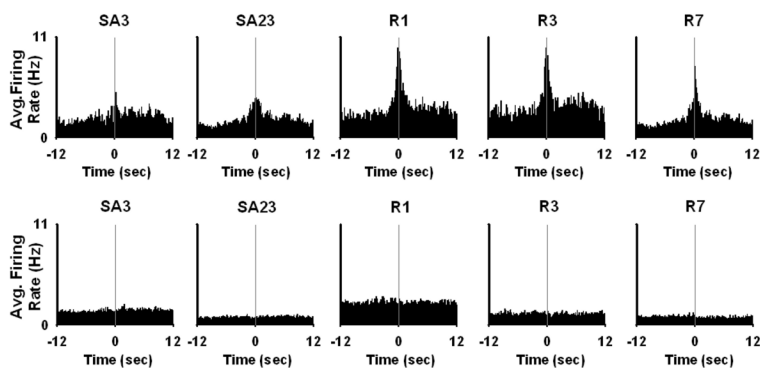 SA3 SA23 R1 R3 R7
11
Avg.Firing
Rate (Hz)
0
-12 0 12 -12 0 12 -12 0 12 -12 0 12 -12 0 12
Time (sec) Time (sec) Time (sec) Time (sec) Time (sec)
SA3 SA23 R1 R3 R7
11
Avg. Firing
Rate (Hz)
0
-12 0 12 -12 0 12 -12 0 12 -12 0 12 -12 0 12
Time (sec) Time (sec) Time (sec) Time (sec) Time (sec)